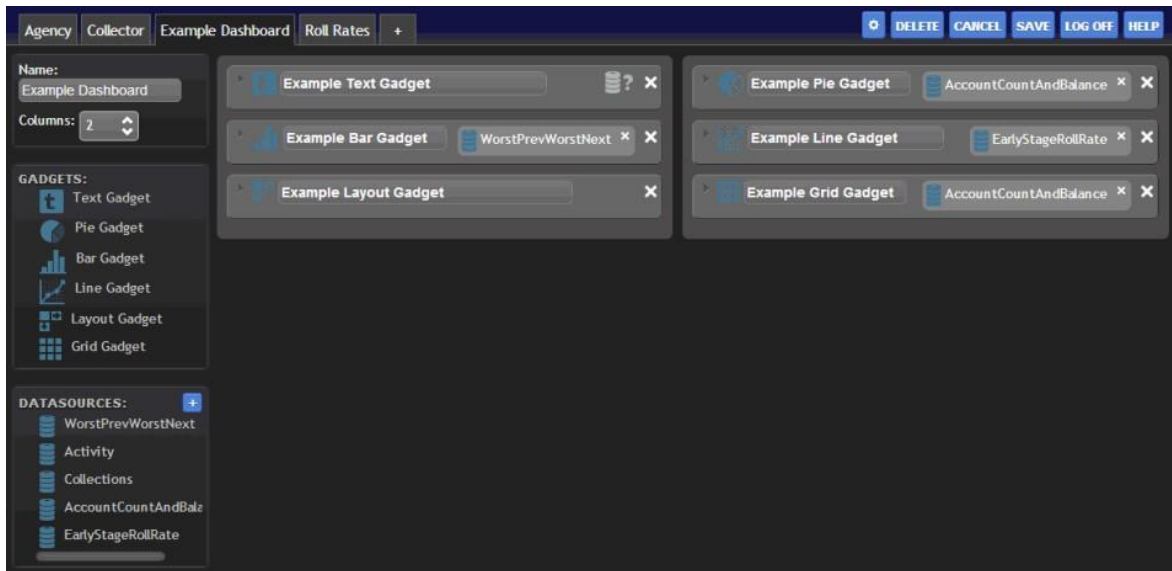 Agency Collector Example Dashboard Roll Rates +
DELETE CANCEL SAVE LOG OFF HELP
Name:
Example Dashboard
Columns: 2
GADGETS:
t Text Gadget
Pie Gadget
Bar Gadget
Line Gadget
Layout Gadget
Grid Gadget
DATASOURCES: +
WorstPrevWorstNext
Activity
Collections
AccountCountAndBala
EarlyStageRollRate
Example Text Gadget ? ×
Example Bar Gadget WorstPrevWorstNext × ×
Example Layout Gadget ×
Example Pie Gadget AccountCountAndBalance × ×
Example Line Gadget EarlyStageRollRate × ×
Example Grid Gadget AccountCountAndBalance × ×